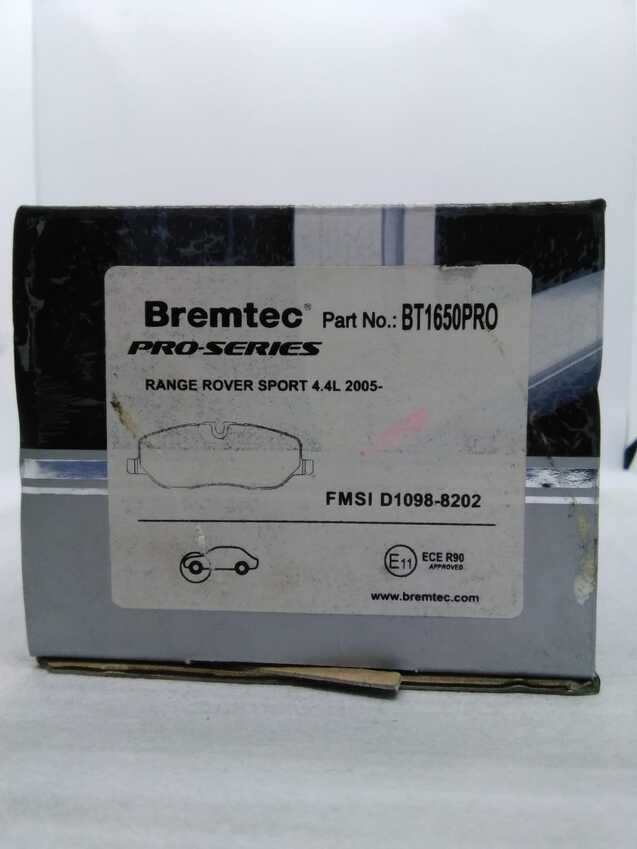 Bremtec® Part No.: BT1650PRO
PRO-SERIES
RANGE ROVER SPORT 4.4L 2005-
FMSI D1098-8202
E11 ECE R90
APPROVED
www.bremtec.com